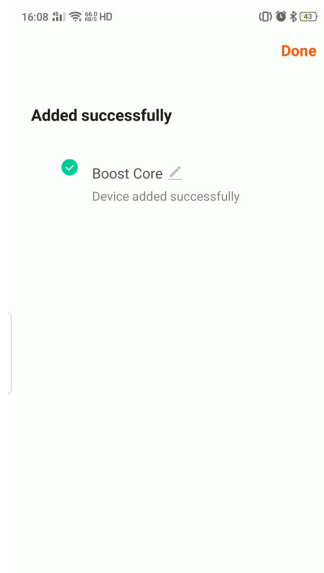 16:08 66.0 KB/S HD 43
Done
Added successfully
Boost Core
Device added successfully